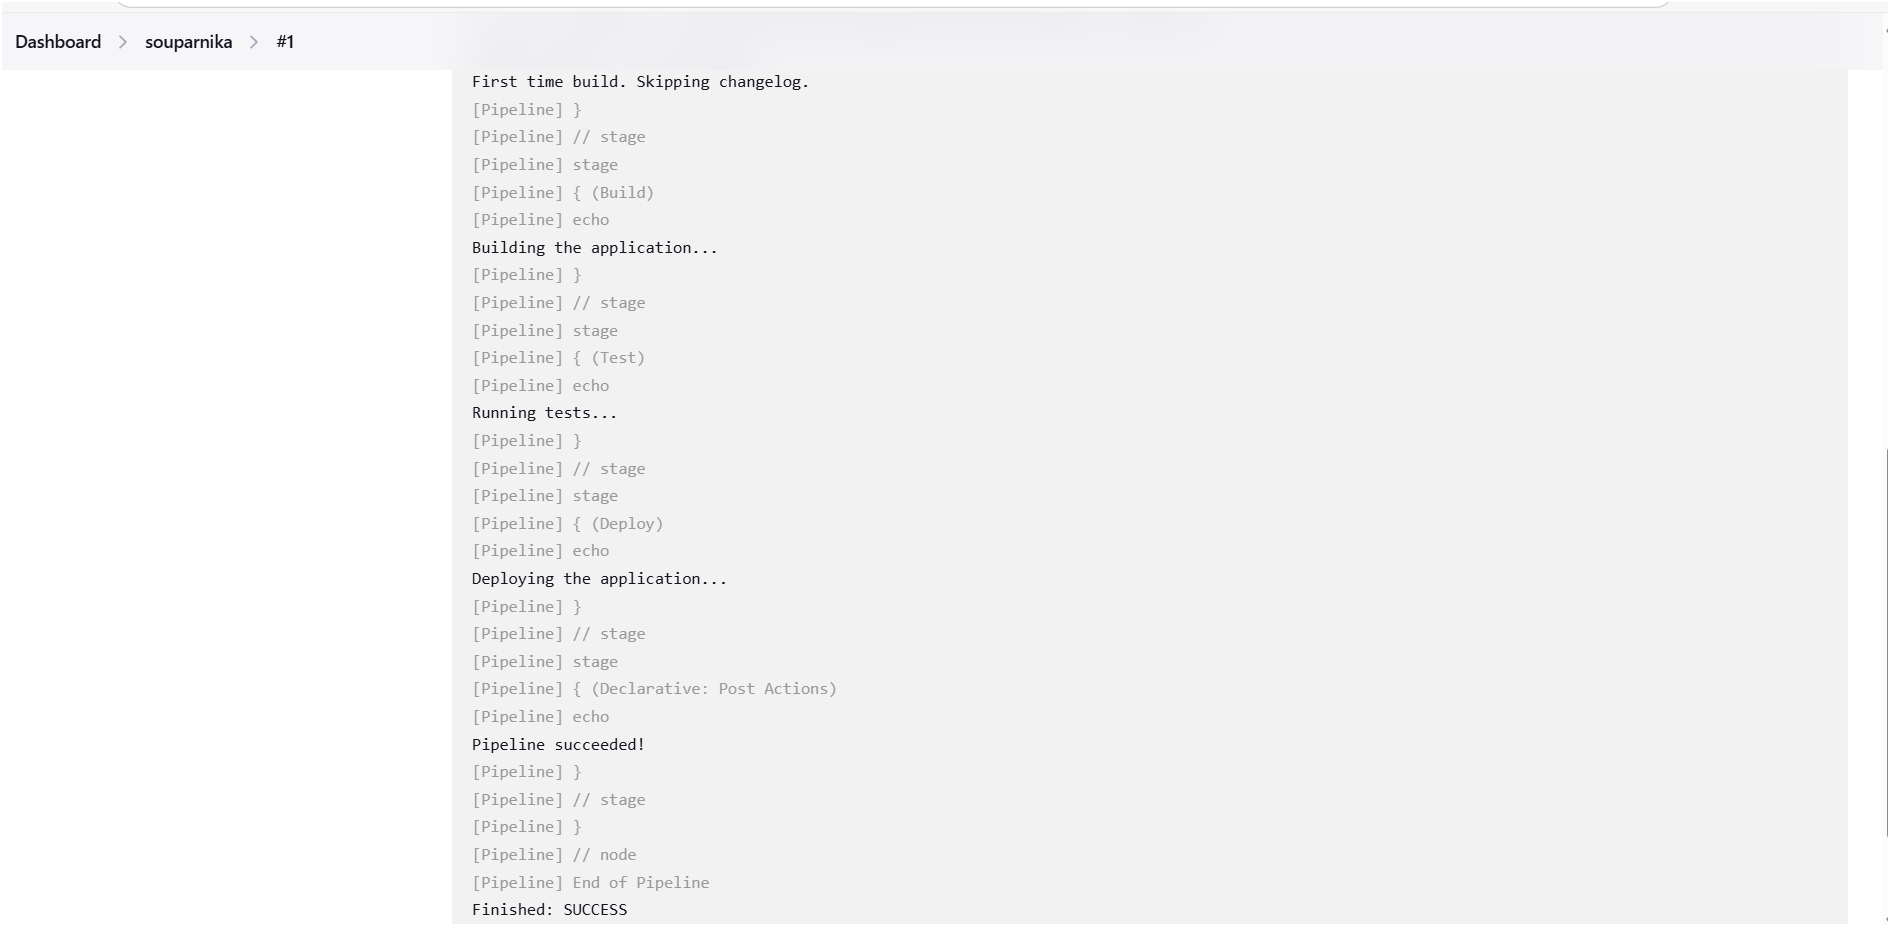 Dashboard > souparnika > #1
First time build. Skipping changelog.
[Pipeline] }
[Pipeline] // stage
[Pipeline] stage
[Pipeline] { (Build)
[Pipeline] echo
Building the application...
[Pipeline] }
[Pipeline] // stage
[Pipeline] stage
[Pipeline] { (Test)
[Pipeline] echo
Running tests...
[Pipeline] }
[Pipeline] // stage
[Pipeline] stage
[Pipeline] { (Deploy)
[Pipeline] echo
Deploying the application...
[Pipeline] }
[Pipeline] // stage
[Pipeline] stage
[Pipeline] { (Declarative: Post Actions)
[Pipeline] echo
Pipeline succeeded!
[Pipeline] }
[Pipeline] // stage
[Pipeline] }
[Pipeline] // node
[Pipeline] End of Pipeline
Finished: SUCCESS